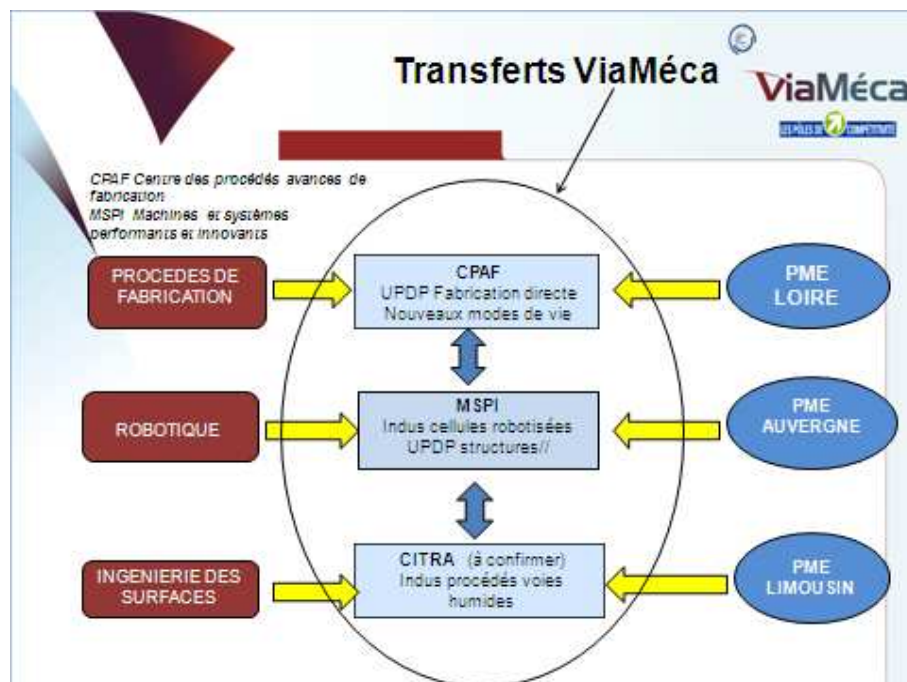 Transferts ViaMéca
ViaMéca
LES PÔLES DE COMPETITIVITE
CPAF Centre des procédés avances de
fabrication
MSPI Machines et systèmes
performants et innovants
PROCEDES DE
FABRICATION
CPAF
UPDP Fabrication directe
Nouveaux modes de vie
PME
LOIRE
ROBOTIQUE
MSPI
Indus cellules robotisées
UPDP structures//
PME
AUVERGNE
INGENIERIE DES
SURFACES
CITRA (à confirmer)
Indus procédés voies
humides
PME
LIMOUSIN